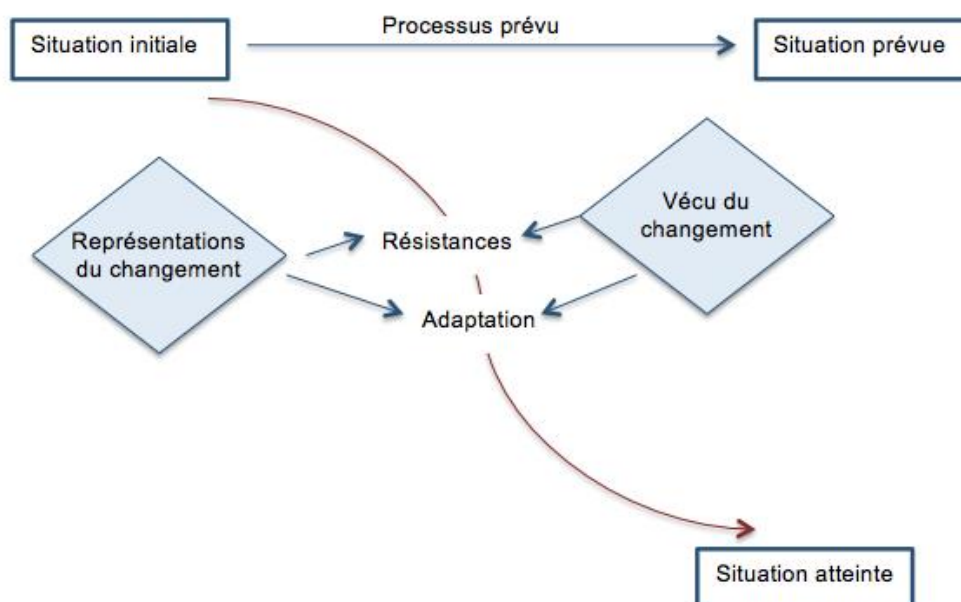 Processus prévu
Situation initiale
Situation prévue
Vécu du
changement
Représentations
du changement
Résistances
Adaptation
Situation atteinte